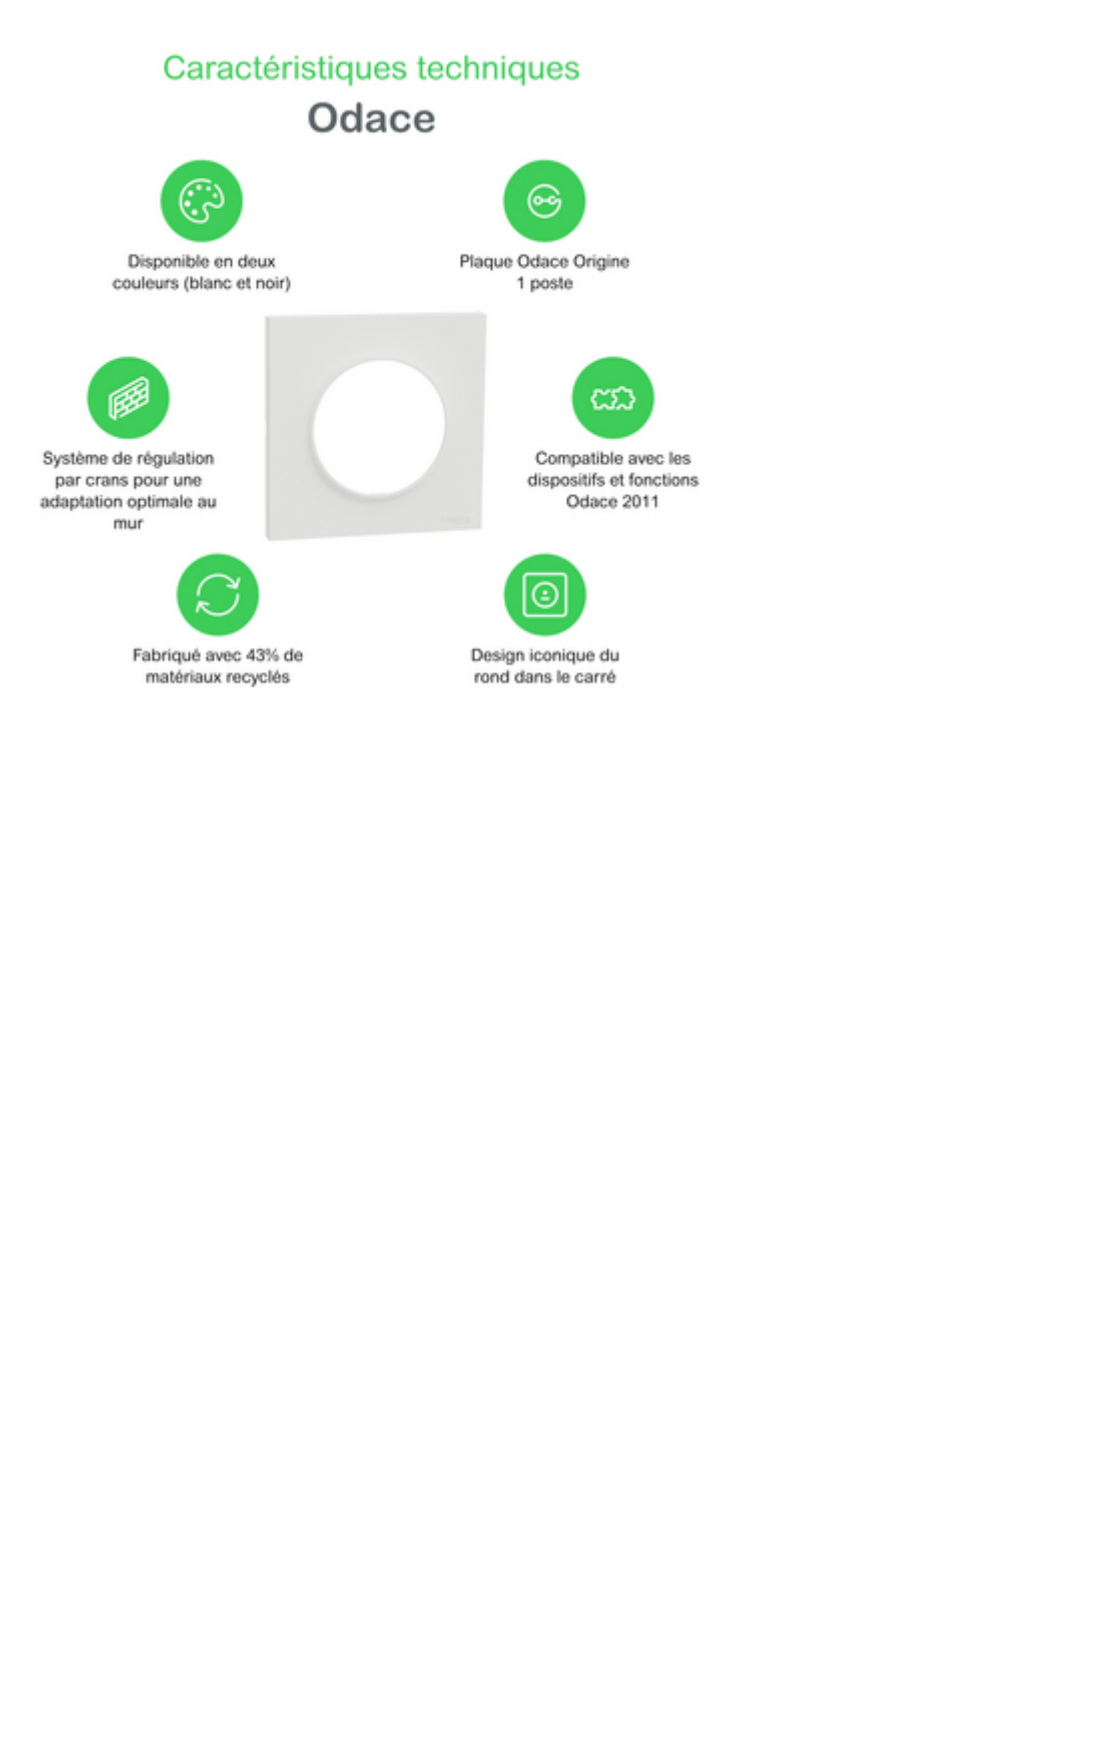 Caractéristiques techniques
Odace
Disponible en deux
couleurs (blanc et noir)
Plaque Odace Origine
1 poste
Système de régulation
par crans pour une
adaptation optimale au
mur
Compatible avec les
dispositifs et fonctions
Odace 2011
Fabriqué avec 43% de
matériaux recyclés
Design iconique du
rond dans le carré